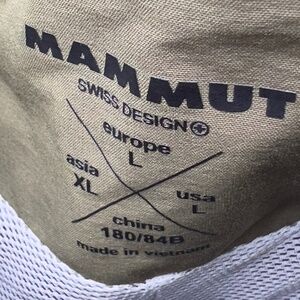 MAMMUT
SWISS DESIGN
europe
L
asia
XL
usa
L
china
180/84B
made in vietnam